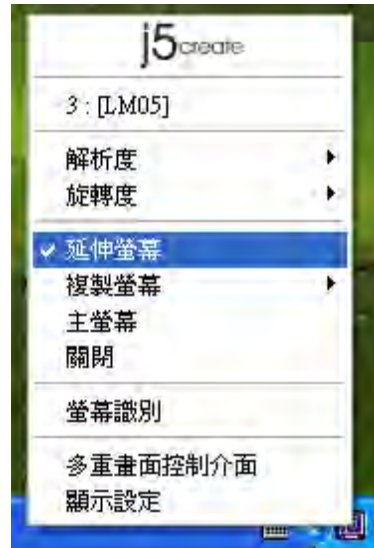 j5create
3 : [LM05]
解析度
旋轉度
延伸螢幕
複製螢幕
主螢幕
關閉
螢幕識別
多重畫面控制介面
顯示設定